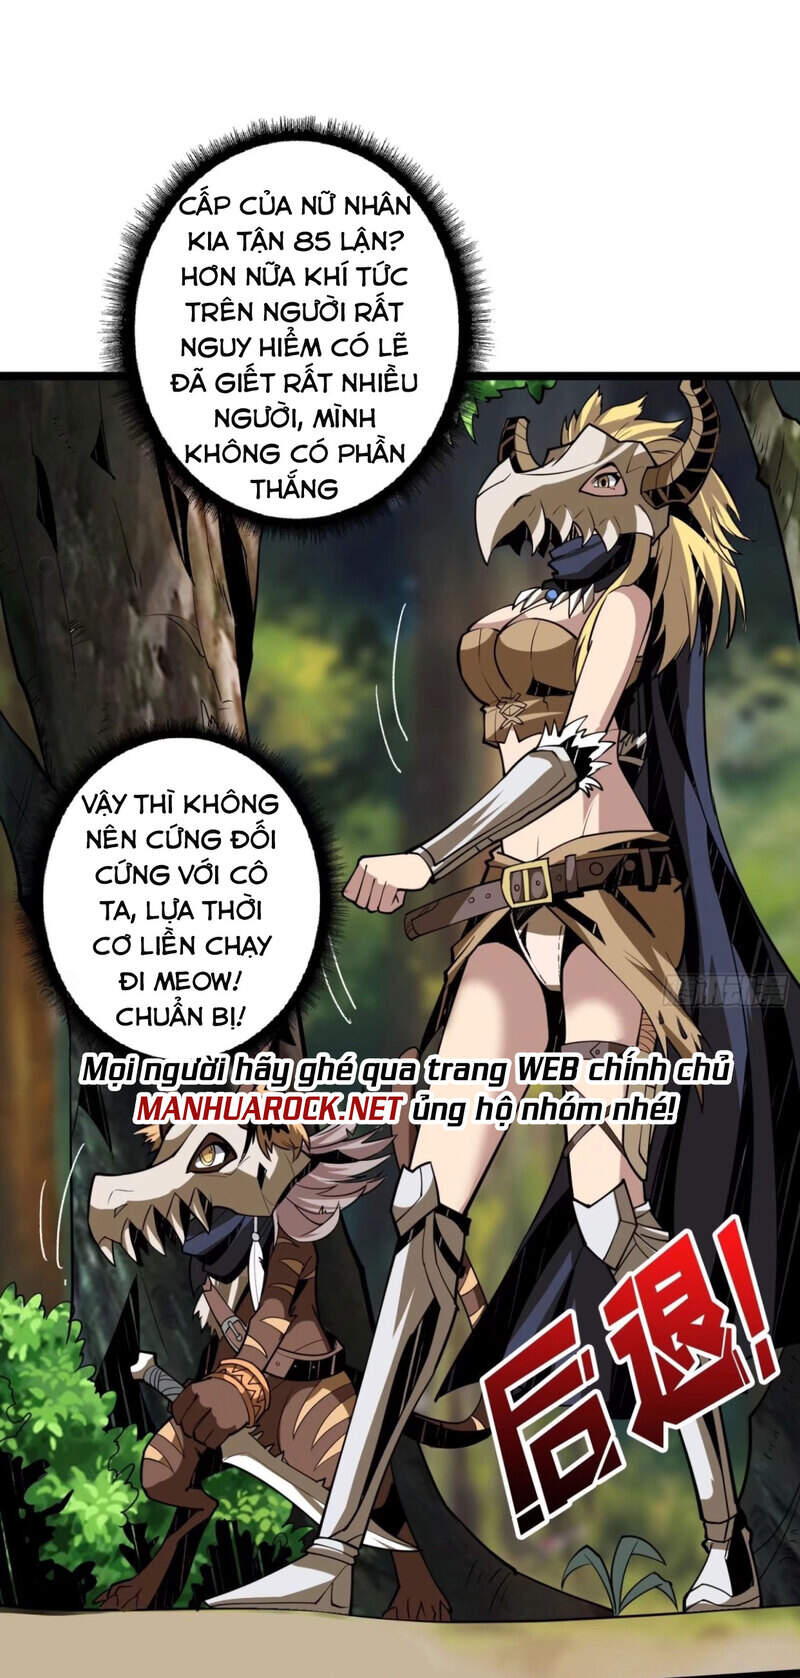 CẤP CỦA NỮ NHÂN
KIA TẬN 85 LẬN?
HƠN NỮA KHÍ TỨC
TRÊN NGƯỜI RẤT
NGUY HIỂM CÓ LẼ
ĐÃ GIẾT RẤT NHIỀU
NGƯỜI, MÌNH
KHÔNG CÓ PHẦN
THẮNG
VẬY THÌ KHÔNG
NÊN CỨNG ĐỐI
CỨNG VỚI CÔ
TA, LỰA THỜI
CƠ LIỀN CHẠY
ĐI MEOW!
CHUẨN BỊ!
Mọi người hãy ghé qua trang WEB chính chủ
MANHUAROCK.NET ủng hộ nhóm nhé!
后退!